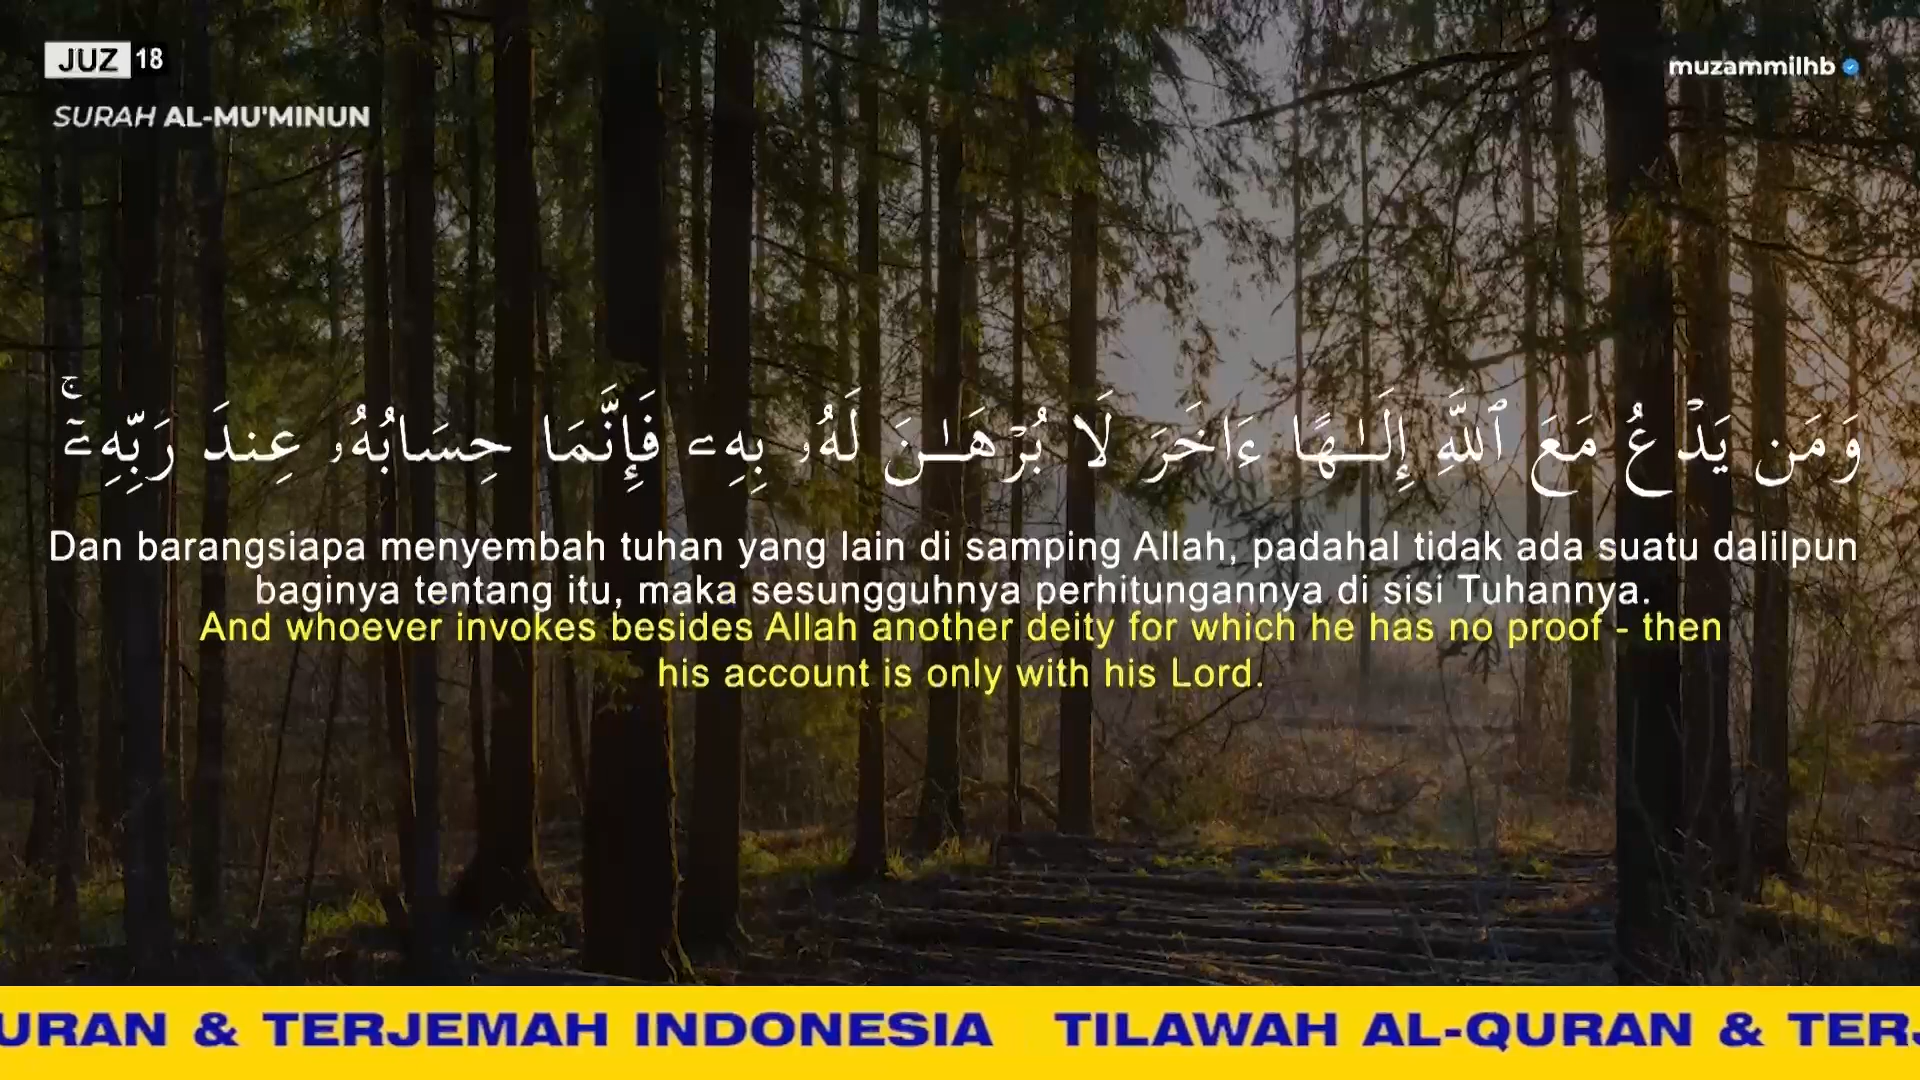 JUZ 18
muzammilhb
SURAH AL-MU'MINUN
وَمَن يَدْعُ مَعَ ٱللَّهِ إِلَـٰهًا ءَاخَرَ لَا بُرْهَـٰنَ لَهُۥ بِهِۦ فَإِنَّمَا حِسَابُهُۥ عِندَ رَبِّهِۦٓ ۚ
Dan barangsiapa menyembah tuhan yang lain di samping Allah, padahal tidak ada suatu dalilpun
baginya tentang itu, maka sesungguhnya perhitungannya di sisi Tuhannya.
And whoever invokes besides Allah another deity for which he has no proof - then
his account is only with his Lord.
URAN & TERJEMAH INDONESIA TILAWAH AL-QURAN & TERJ